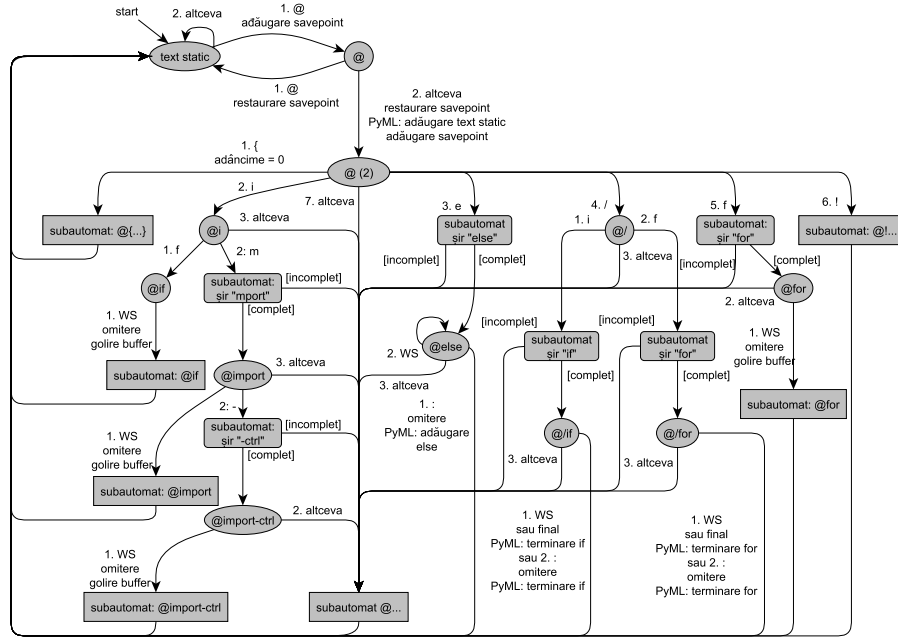 start
2. altceva
1. @
adăugare savepoint
text static
@
1. @
restaurare savepoint
2. altceva
restaurare savepoint
PyML: adăugare text static
adăugare savepoint
1. {
adâncime = 0
@ (2)
2. i
7. altceva
3. e
4. /
5. f
6. !
subautomat: @{...}
@i
3. altceva
subautomat
șir "else"
1. i
@/
2. f
subautomat:
șir "for"
subautomat: @!...
1. f
2: m
[incomplet]
[complet]
3. altceva
[incomplet]
[complet]
@if
subautomat:
șir "mport"
[incomplet]
[complet]
@for
2. altceva
1. WS
omitere
golire buffer
[incomplet]
[incomplet]
1. WS
omitere
golire buffer
2. WS
@else
subautomat
șir "if"
subautomat
șir "for"
subautomat: @if
@import
3. altceva
3. altceva
[complet]
[complet]
2: -
1. :
omitere
PyML: adăugare
else
subautomat: @for
subautomat:
șir "-ctrl"
[incomplet]
[complet]
@/if
@/for
1. WS
omitere
golire buffer
3. altceva
3. altceva
subautomat: @import
@import-ctrl
2. altceva
1. WS
sau final
PyML: terminare if
sau 2. :
omitere
PyML: terminare if
1. WS
sau final
PyML: terminare for
sau 2. :
omitere
PyML: terminare for
1. WS
omitere
golire buffer
subautomat: @import-ctrl
subautomat @...